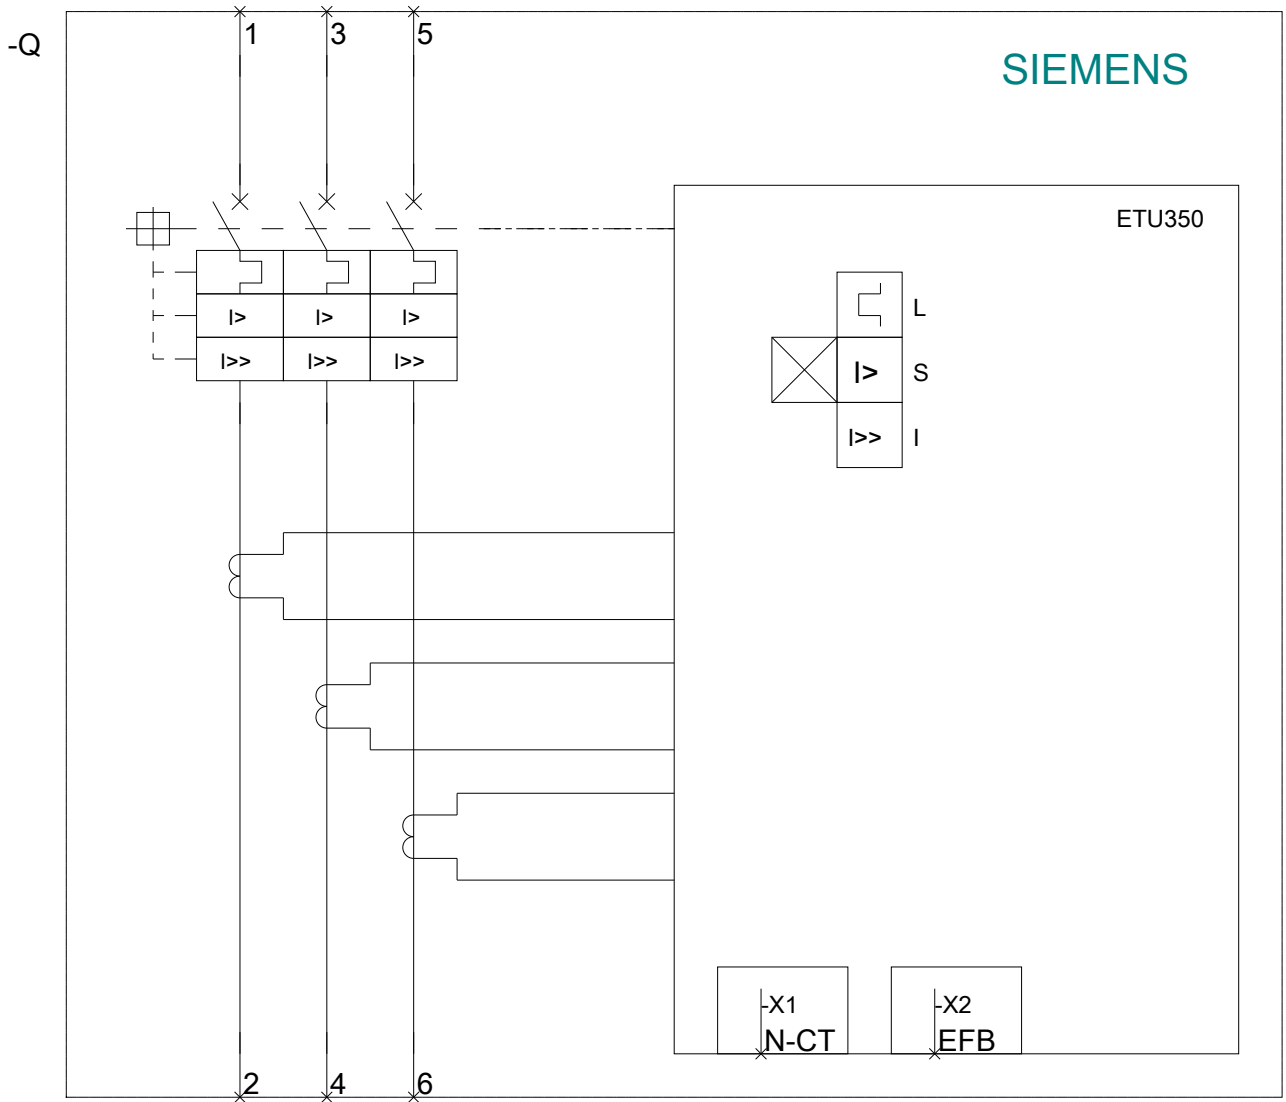 -Q
1 3 5
SIEMENS
ETU350
I> I> I>
I>> I>> I>>
L
I> S
I>> I
-X1 -X2
N-CT EFB
2 4 6